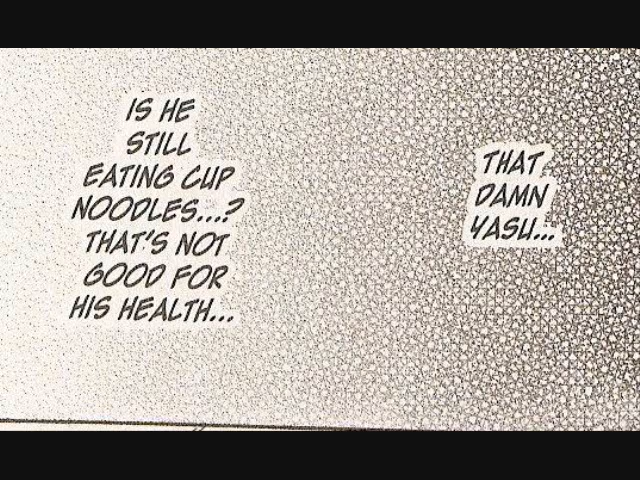 THAT
DAMN
YASU...
IS HE
STILL
EATING CUP
NOODLES...?
THAT'S NOT
GOOD FOR
HIS HEALTH...